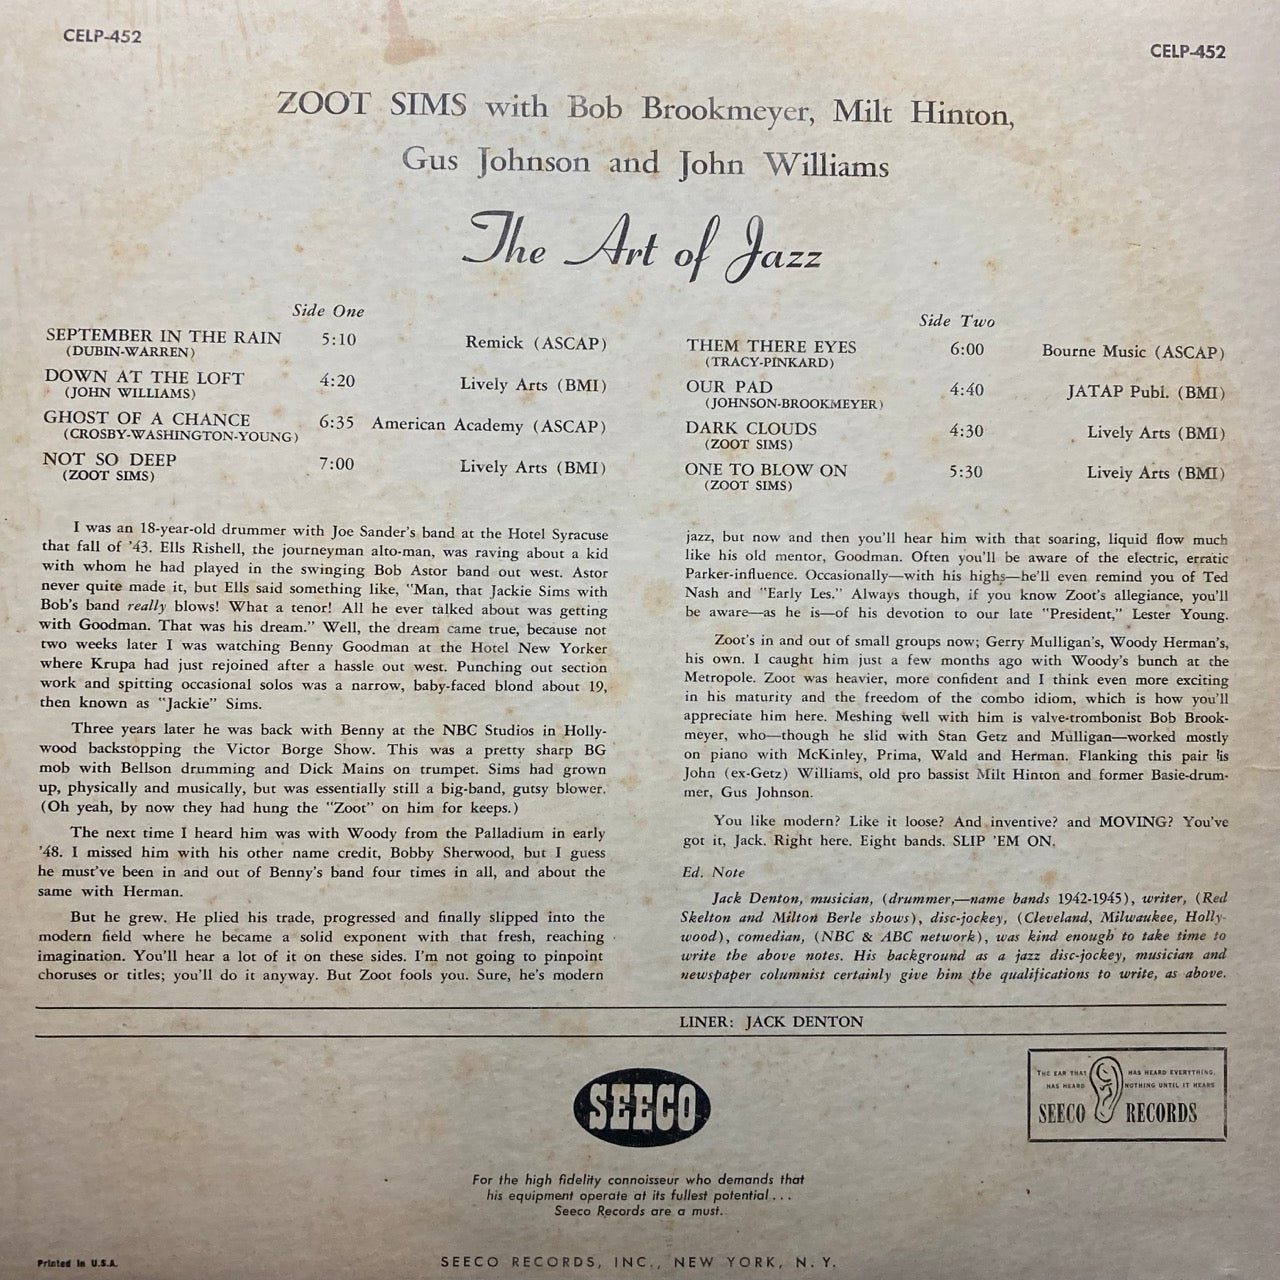 CELP-452
CELP-452
ZOOT SIMS with Bob Brookmeyer, Milt Hinton,
Gus Johnson and John Williams
The Art of Jazz
Side One
SEPTEMBER IN THE RAIN 5:10 Remick (ASCAP)
(DUBIN-WARREN)
DOWN AT THE LOFT 4:20 Lively Arts (BMI)
(JOHN WILLIAMS)
GHOST OF A CHANCE 6:35 American Academy (ASCAP)
(CROSBY-WASHINGTON-YOUNG)
NOT SO DEEP 7:00 Lively Arts (BMI)
(ZOOT SIMS)
Side Two
THEM THERE EYES 6:00 Bourne Music (ASCAP)
(TRACY-PINKARD)
OUR PAD 4:40 JATAP Publ. (BMI)
(JOHNSON-BROOKMEYER)
DARK CLOUDS 4:30 Lively Arts (BMI)
(ZOOT SIMS)
ONE TO BLOW ON 5:30 Lively Arts (BMI)
(ZOOT SIMS)
I was an 18-year-old drummer with Joe Sander's band at the Hotel Syracuse
that fall of '43. Ells Rishell, the journeyman alto-man, was raving about a kid
with whom he had played in the swinging Bob Astor band out west. Astor
never quite made it, but Ells said something like, "Man, that Jackie Sims with
Bob's band really blows! What a tenor! All he ever talked about was getting
with Goodman. That was his dream." Well, the dream came true, because not
two weeks later I was watching Benny Goodman at the Hotel New Yorker
where Krupa had just rejoined after a hassle out west. Punching out section
work and spitting occasional solos was a narrow, baby-faced blond about 19,
then known as "Jackie" Sims.
Three years later he was back with Benny at the NBC Studios in Holly-
wood backstopping the Victor Borge Show. This was a pretty sharp BG
mob with Bellson drumming and Dick Mains on trumpet. Sims had grown
up, physically and musically, but was essentially still a big-band, gutsy blower.
(Oh yeah, by now they had hung the "Zoot" on him for keeps.)
The next time I heard him was with Woody from the Palladium in early
'48. I missed him with his other name credit, Bobby Sherwood, but I guess
he must've been in and out of Benny's band four times in all, and about the
same with Herman.
But he grew. He plied his trade, progressed and finally slipped into the
modern field where he became a solid exponent with that fresh, reaching
imagination. You'll hear a lot of it on these sides. I'm not going to pinpoint
choruses or titles; you'll do it anyway. But Zoot fools you. Sure, he's modern
jazz, but now and then you'll hear him with that soaring, liquid flow much
like his old mentor, Goodman. Often you'll be aware of the electric, erratic
Parker-influence. Occasionally—with his highs—he'll even remind you of Ted
Nash and "Early Les." Always though, if you know Zoot's allegiance, you'll
be aware—as he is—of his devotion to our late "President," Lester Young.
Zoot's in and out of small groups now; Gerry Mulligan's, Woody Herman's,
his own. I caught him just a few months ago with Woody's bunch at the
Metropole. Zoot was heavier, more confident and I think even more exciting
in his maturity and the freedom of the combo idiom, which is how you'll
appreciate him here. Meshing well with him is valve-trombonist Bob Brook-
meyer, who—though he slid with Stan Getz and Mulligan—worked mostly
on piano with McKinley, Prima, Wald and Herman. Flanking this pair is
John (ex-Getz) Williams, old pro bassist Milt Hinton and former Basie-drum-
mer, Gus Johnson.
You like modern? Like it loose? And inventive? and MOVING? You've
got it, Jack. Right here. Eight bands. SLIP 'EM ON.
Ed. Note
Jack Denton, musician, (drummer,—name bands 1942-1945), writer, (Red
Skelton and Milton Berle shows), disc-jockey, (Cleveland, Milwaukee, Holly-
wood), comedian, (NBC & ABC network), was kind enough to take time to
write the above notes. His background as a jazz disc-jockey, musician and
newspaper columnist certainly give him the qualifications to write, as above.
LINER: JACK DENTON
SEECO
THE EAR THAT HAS HEARD EVERYTHING,
HAS HEARD NOTHING UNTIL IT HEARS
SEECO RECORDS
For the high fidelity connoisseur who demands that
his equipment operate at its fullest potential...
Seeco Records are a must.
Printed in U.S.A.
SEECO RECORDS, INC., NEW YORK, N. Y.